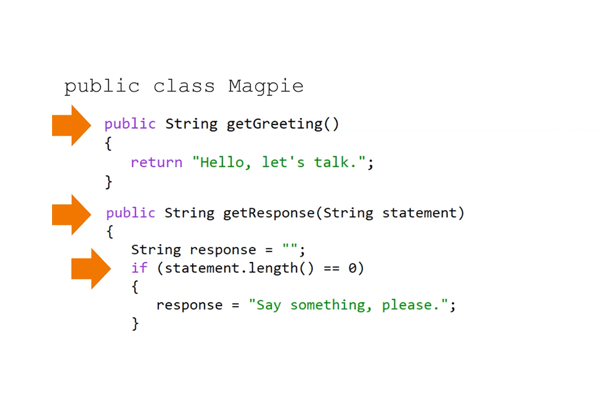 public class Magpie
public String getGreeting()
{
return "Hello, let's talk.";
}
public String getResponse(String statement)
{
String response = "";
if (statement.length() == 0)
{
response = "Say something, please.";
}